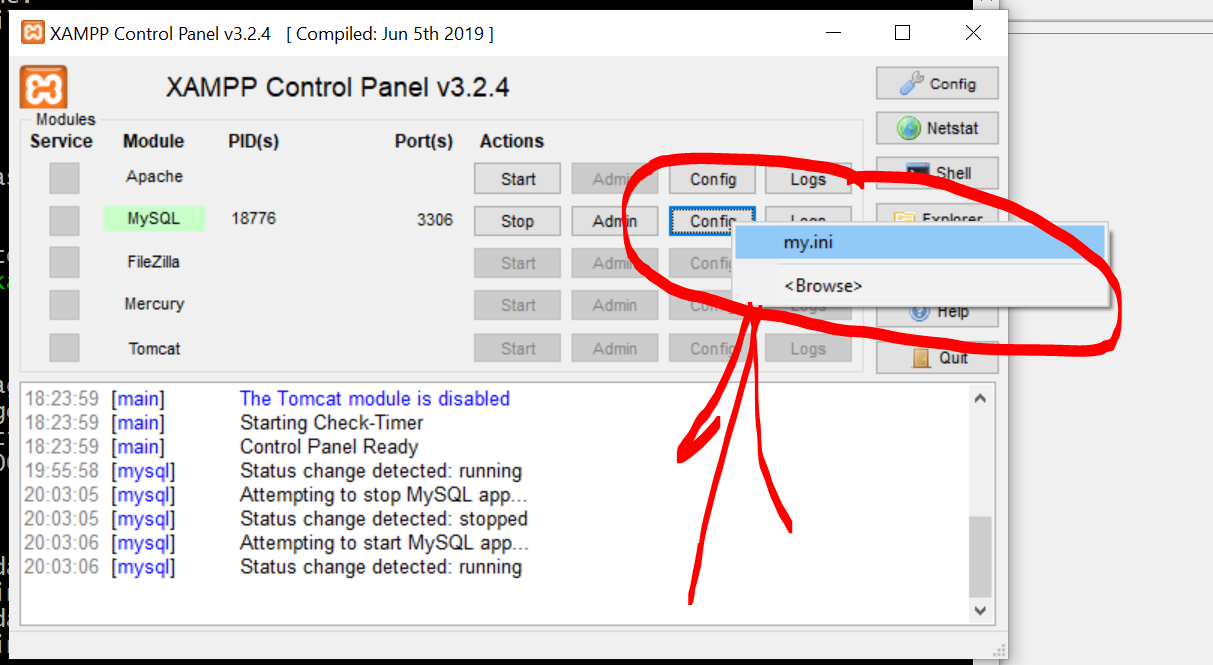 XAMPP Control Panel v3.2.4 [ Compiled: Jun 5th 2019 ]
XAMPP Control Panel v3.2.4
Config
Modules
Service Module PID(s) Port(s) Actions
Netstat
Apache Start Admin Config Logs
Shell
MySQL 18776 3306 Stop Admin Config Logs
Explorer
my.ini
FileZilla Start Admin Config
<Browse>
Mercury Start Admin Config Logs
Help
Tomcat Start Admin Config Logs
Quit
18:23:59 [main] The Tomcat module is disabled
18:23:59 [main] Starting Check-Timer
18:23:59 [main] Control Panel Ready
19:55:58 [mysql] Status change detected: running
20:03:05 [mysql] Attempting to stop MySQL app...
20:03:05 [mysql] Status change detected: stopped
20:03:06 [mysql] Attempting to start MySQL app...
20:03:06 [mysql] Status change detected: running